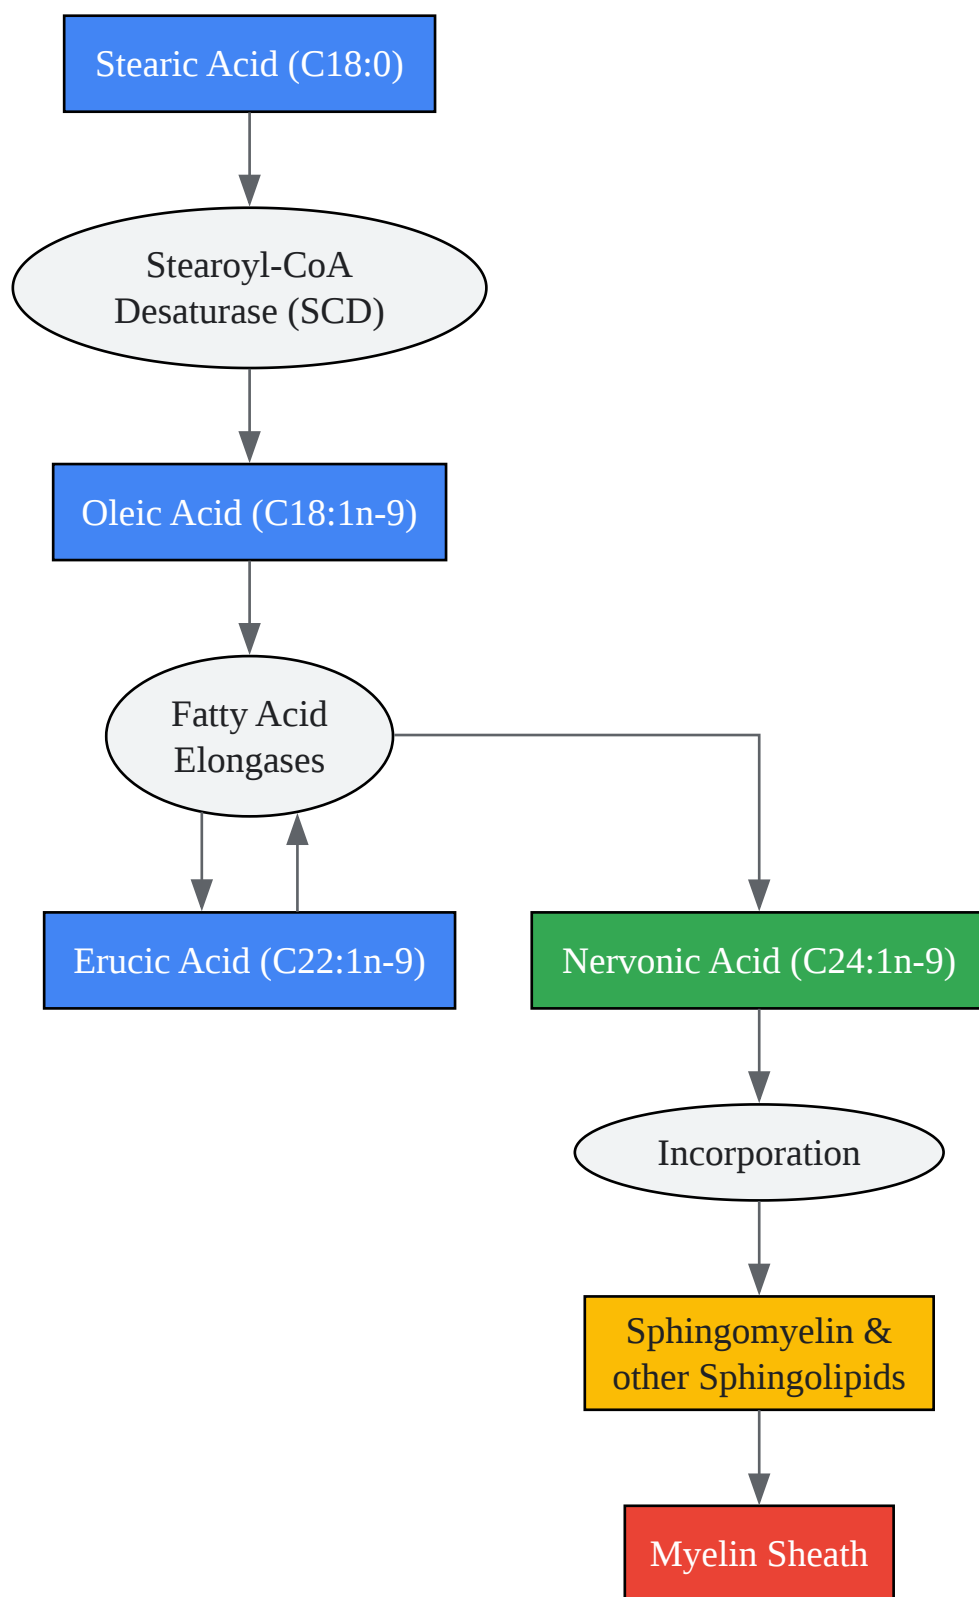 Stearic Acid (C18:0)
Stearoyl-CoA
Desaturase (SCD)
Oleic Acid (C18:1n-9)
Fatty Acid
Elongases
Erucic Acid (C22:1n-9)
Nervonic Acid (C24:1n-9)
Incorporation
Sphingomyelin &
other Sphingolipids
Myelin Sheath